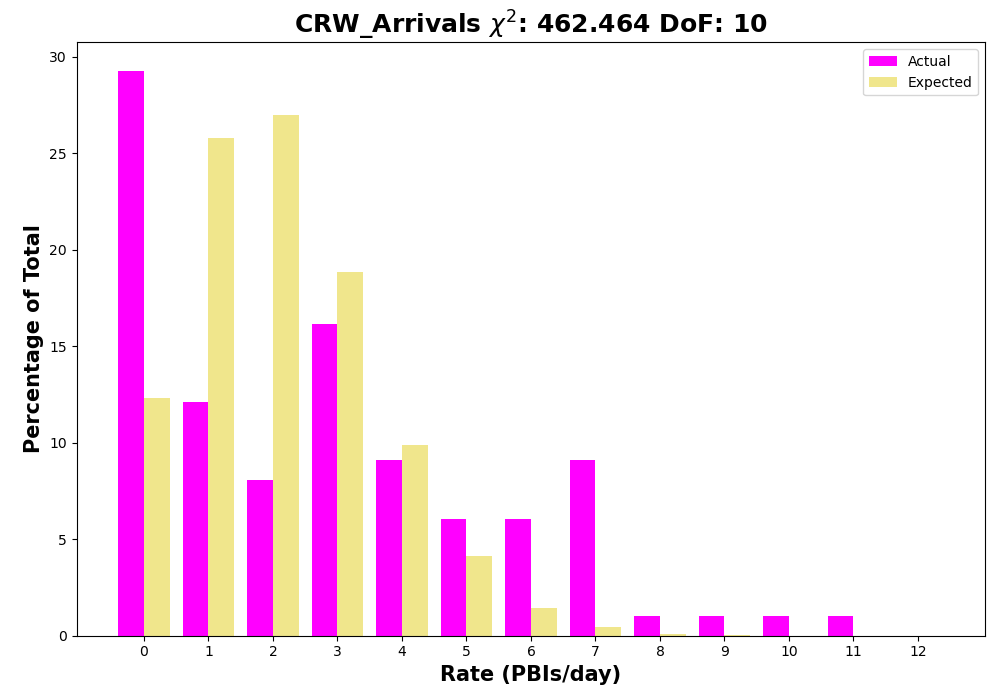 CRW_Arrivals χ²: 462.464 DoF: 10
Actual
Expected
Percentage of Total
30
25
20
15
10
5
0
0 1 2 3 4 5 6 7 8 9 10 11 12
Rate (PBIs/day)